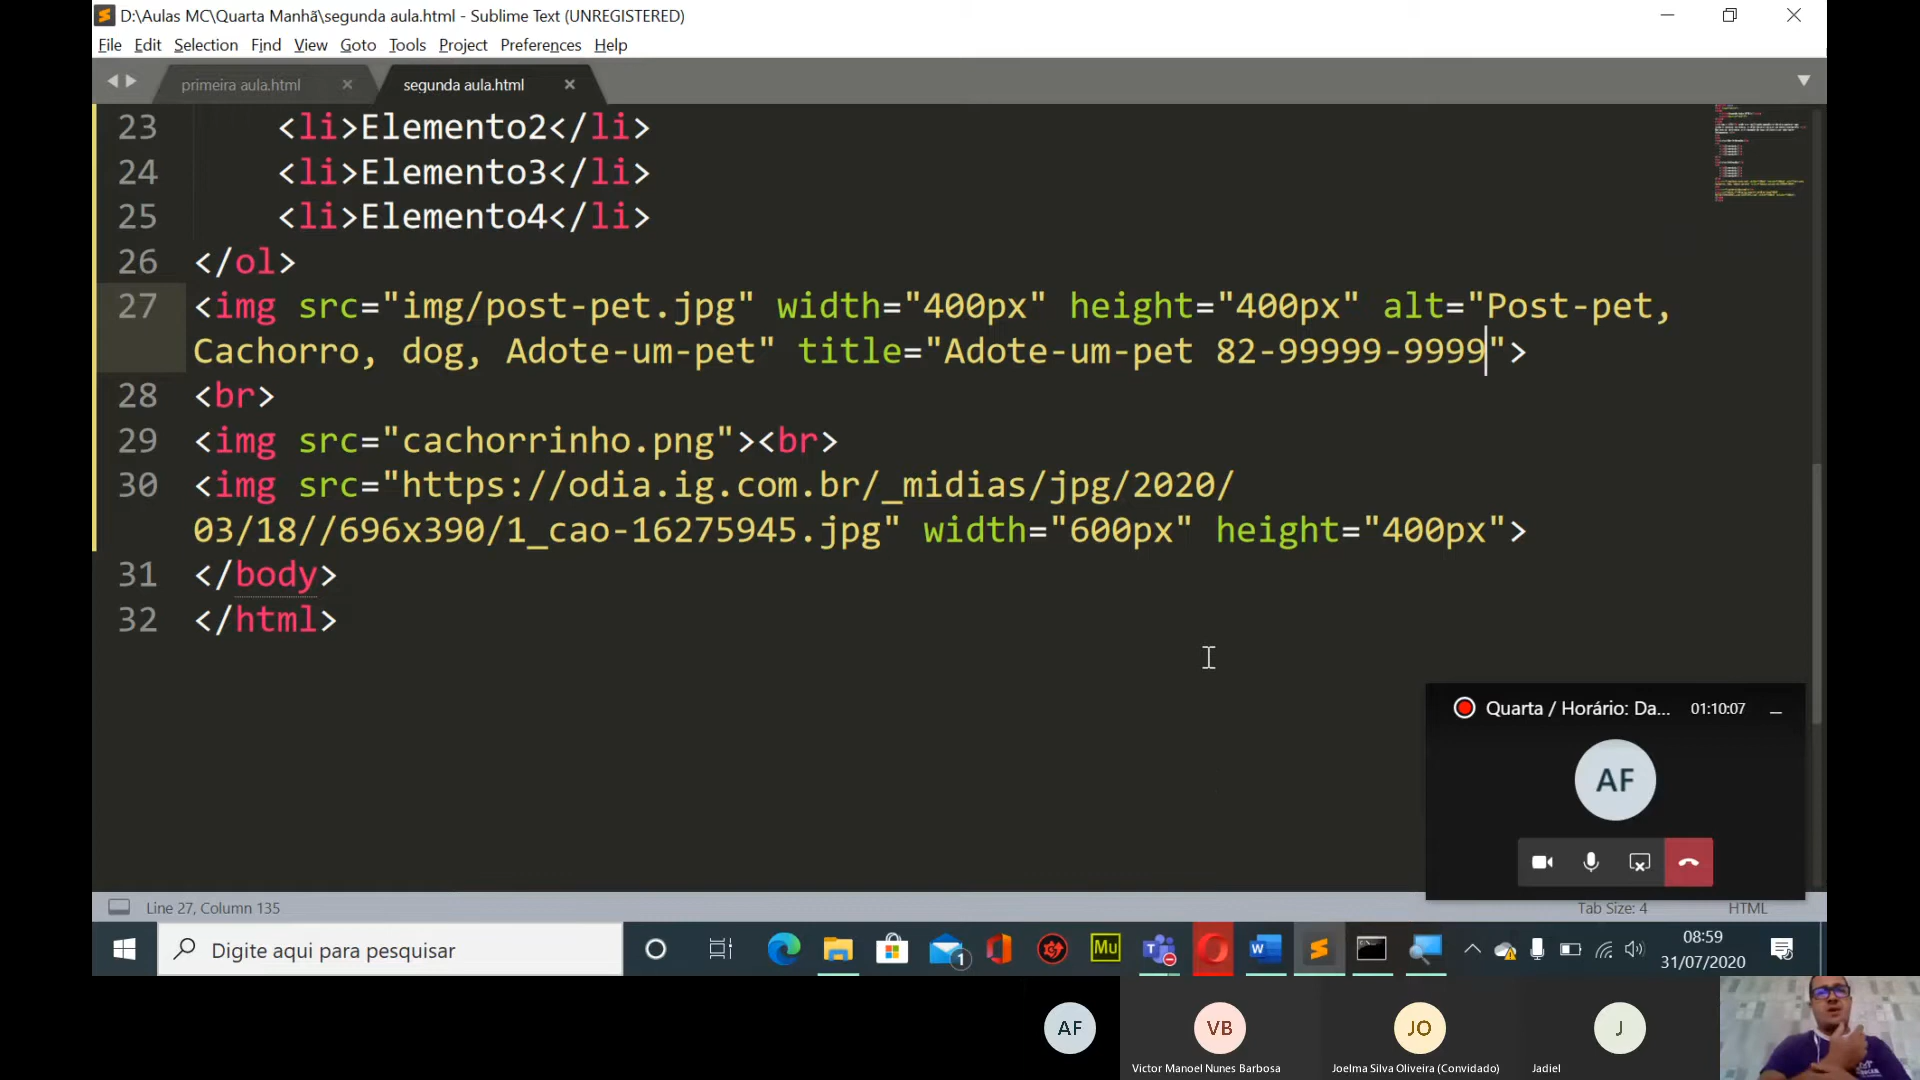 D:\Aulas MC\Quarta Manhã\segunda aula.html - Sublime Text (UNREGISTERED)
File Edit Selection Find View Goto Tools Project Preferences Help
primeira aula.html
segunda aula.html
23 <li>Elemento2</li>
24 <li>Elemento3</li>
25 <li>Elemento4</li>
26 </ol>
27 <img src="img/post-pet.jpg" width="400px" height="400px" alt="Post-pet,
Cachorro, dog, Adote-um-pet" title="Adote-um-pet 82-99999-9999">
28 <br>
29 <img src="cachorrinho.png"><br>
30 <img src="https://odia.ig.com.br/_midias/jpg/2020/
03/18//696x390/1_cao-16275945.jpg" width="600px" height="400px">
31 </body>
32 </html>
Quarta / Horário: Da... 01:10:07
AF
Line 27, Column 135
Tab Size: 4
HTML
Digite aqui para pesquisar
1
Mu
08:59
31/07/2020
AF
VB
JO
J
Victor Manoel Nunes Barbosa
Joelma Silva Oliveira (Convidado)
Jadiel